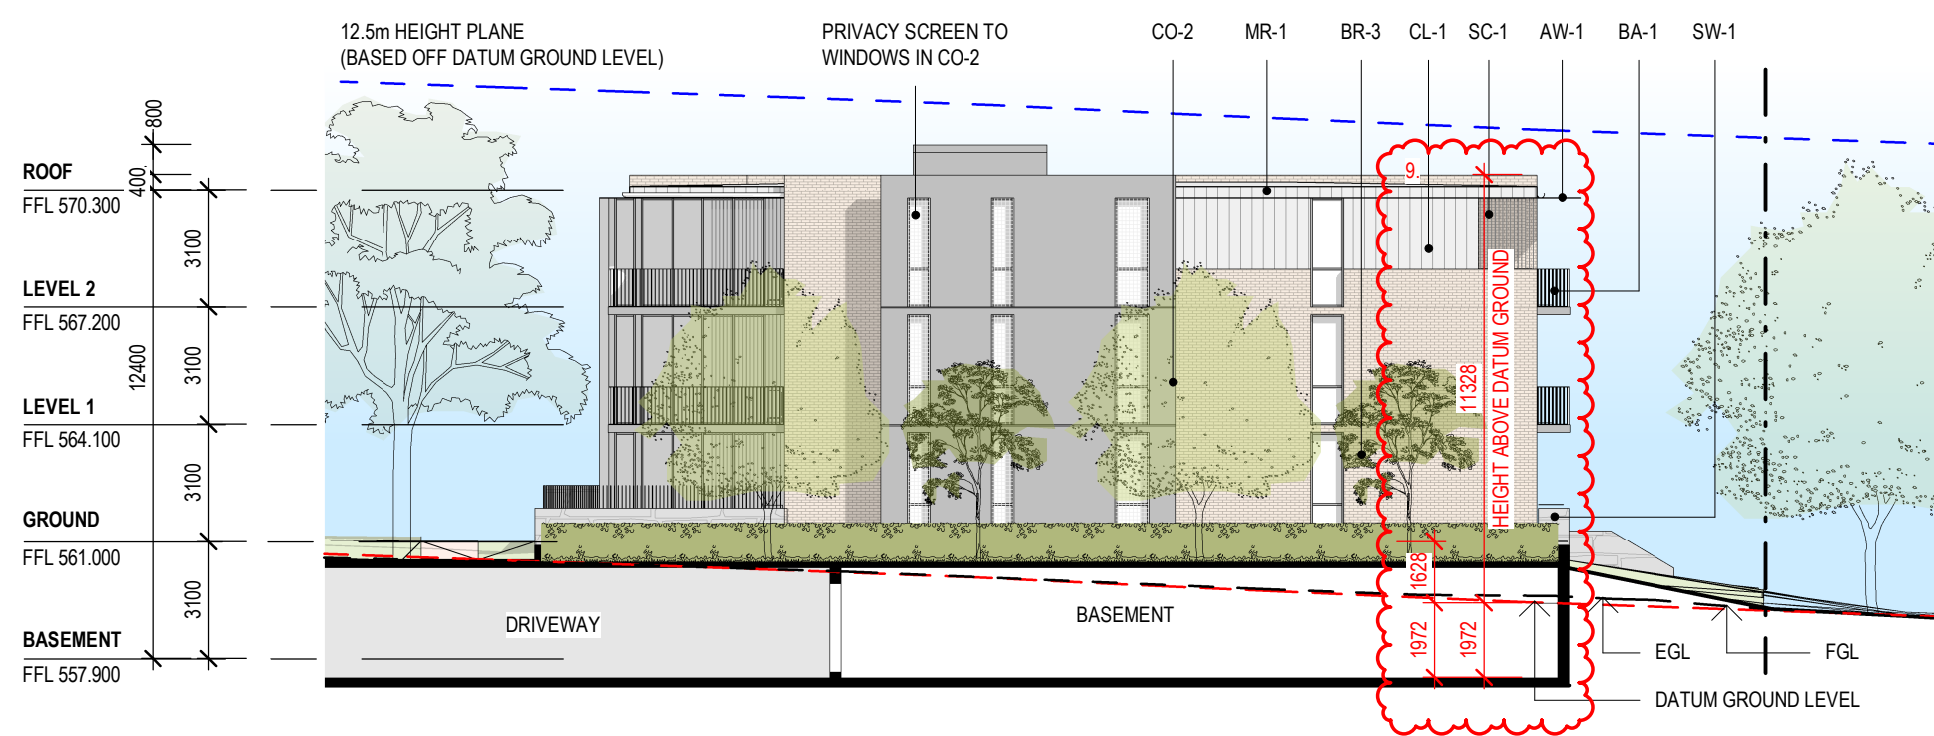 12.5m HEIGHT PLANE
(BASED OFF DATUM GROUND LEVEL)
PRIVACY SCREEN TO
WINDOWS IN CO-2
CO-2
MR-1
BR-3
CL-1
SC-1
AW-1
BA-1
SW-1
800
400
ROOF
FFL 570.300
3100
LEVEL 2
FFL 567.200
12400
3100
LEVEL 1
FFL 564.100
3100
GROUND
FFL 561.000
3100
BASEMENT
FFL 557.900
9.
11328
HEIGHT ABOVE DATUM GROUND
1628
1972
1972
DRIVEWAY
BASEMENT
EGL
FGL
DATUM GROUND LEVEL